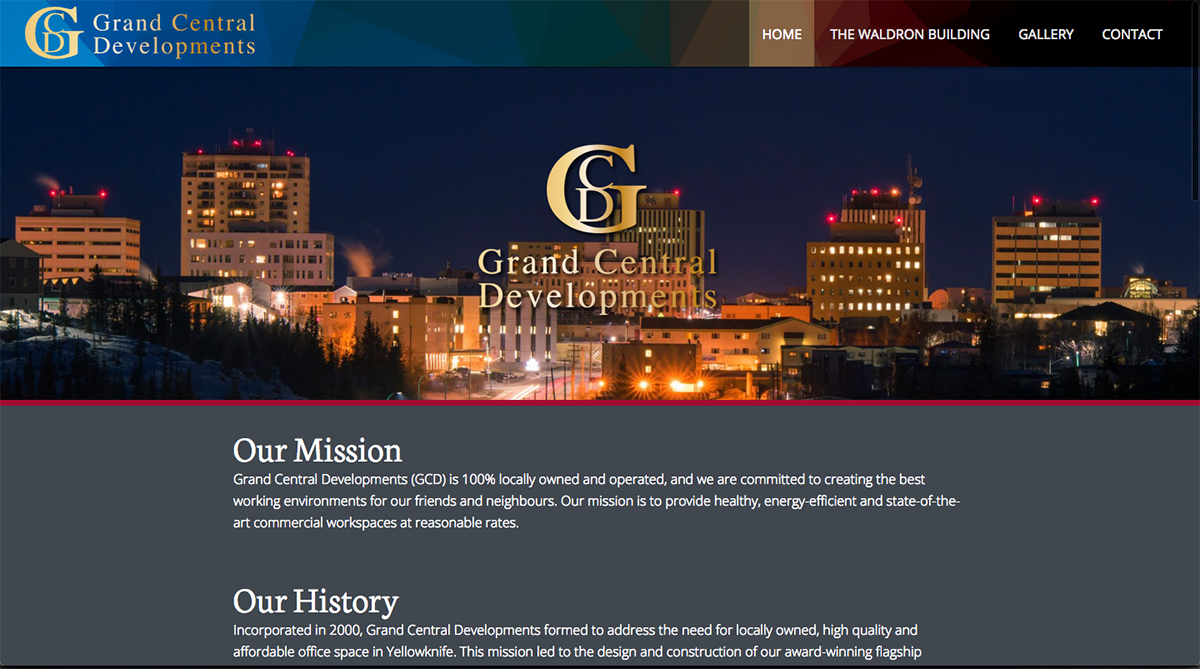 GCD Grand Central
Developments
HOME THE WALDRON BUILDING GALLERY CONTACT
GCD
Grand Central
Developments
Our Mission
Grand Central Developments (GCD) is 100% locally owned and operated, and we are committed to creating the best
working environments for our friends and neighbours. Our mission is to provide healthy, energy-efficient and state-of-the-
art commercial workspaces at reasonable rates.
Our History
Incorporated in 2000, Grand Central Developments formed to address the need for locally owned, high quality and
affordable office space in Yellowknife. This mission led to the design and construction of our award-winning flagship